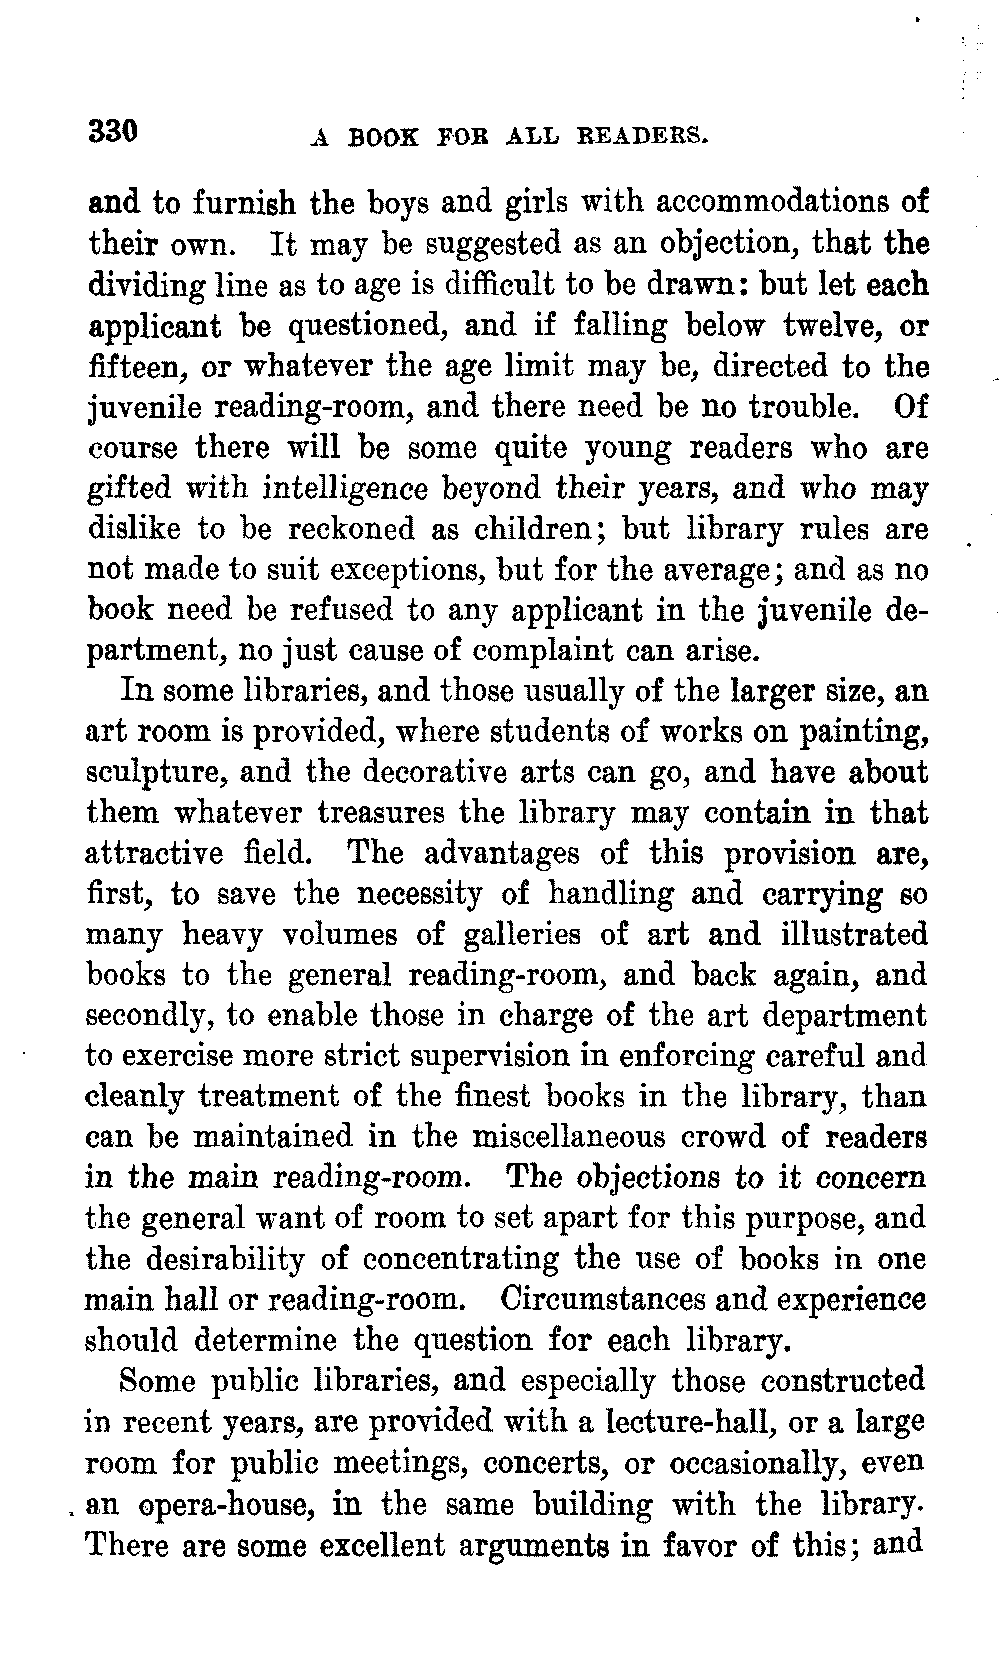 330 A BOOK FOR ALL READERS.
and to furnish the boys and girls with accommodations of
their own. It may be suggested as an objection, that the
dividing line as to age is difficult to be drawn: but let each
applicant be questioned, and if falling below twelve, or
fifteen, or whatever the age limit may be, directed to the
juvenile reading-room, and there need be no trouble. Of
course there will be some quite young readers who are
gifted with intelligence beyond their years, and who may
dislike to be reckoned as children; but library rules are
not made to suit exceptions, but for the average; and as no
book need be refused to any applicant in the juvenile de-
partment, no just cause of complaint can arise.
In some libraries, and those usually of the larger size, an
art room is provided, where students of works on painting,
sculpture, and the decorative arts can go, and have about
them whatever treasures the library may contain in that
attractive field. The advantages of this provision are,
first, to save the necessity of handling and carrying so
many heavy volumes of galleries of art and illustrated
books to the general reading-room, and back again, and
secondly, to enable those in charge of the art department
to exercise more strict supervision in enforcing careful and
cleanly treatment of the finest books in the library, than
can be maintained in the miscellaneous crowd of readers
in the main reading-room. The objections to it concern
the general want of room to set apart for this purpose, and
the desirability of concentrating the use of books in one
main hall or reading-room. Circumstances and experience
should determine the question for each library.
Some public libraries, and especially those constructed
in recent years, are provided with a lecture-hall, or a large
room for public meetings, concerts, or occasionally, even
an opera-house, in the same building with the library.
There are some excellent arguments in favor of this; and